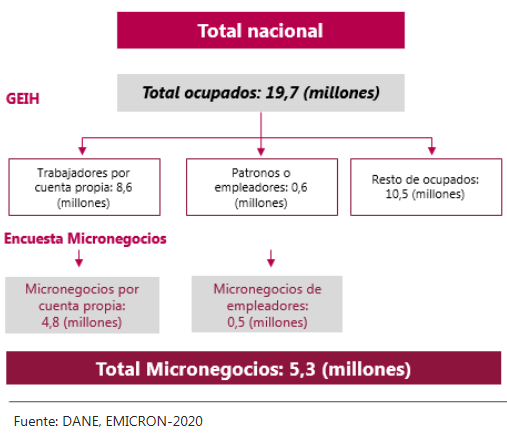 Total nacional
GEIH
Total ocupados: 19,7 (millones)
Trabajadores por
cuenta propia: 8,6
(millones)
Patronos o
empleadores: 0,6
(millones)
Resto de ocupados:
10,5 (millones)
Encuesta Micronegocios
Micronegocios por
cuenta propia:
4,8 (millones)
Micronegocios de
empleadores:
0,5 (millones)
Total Micronegocios: 5,3 (millones)
Fuente: DANE, EMICRON-2020